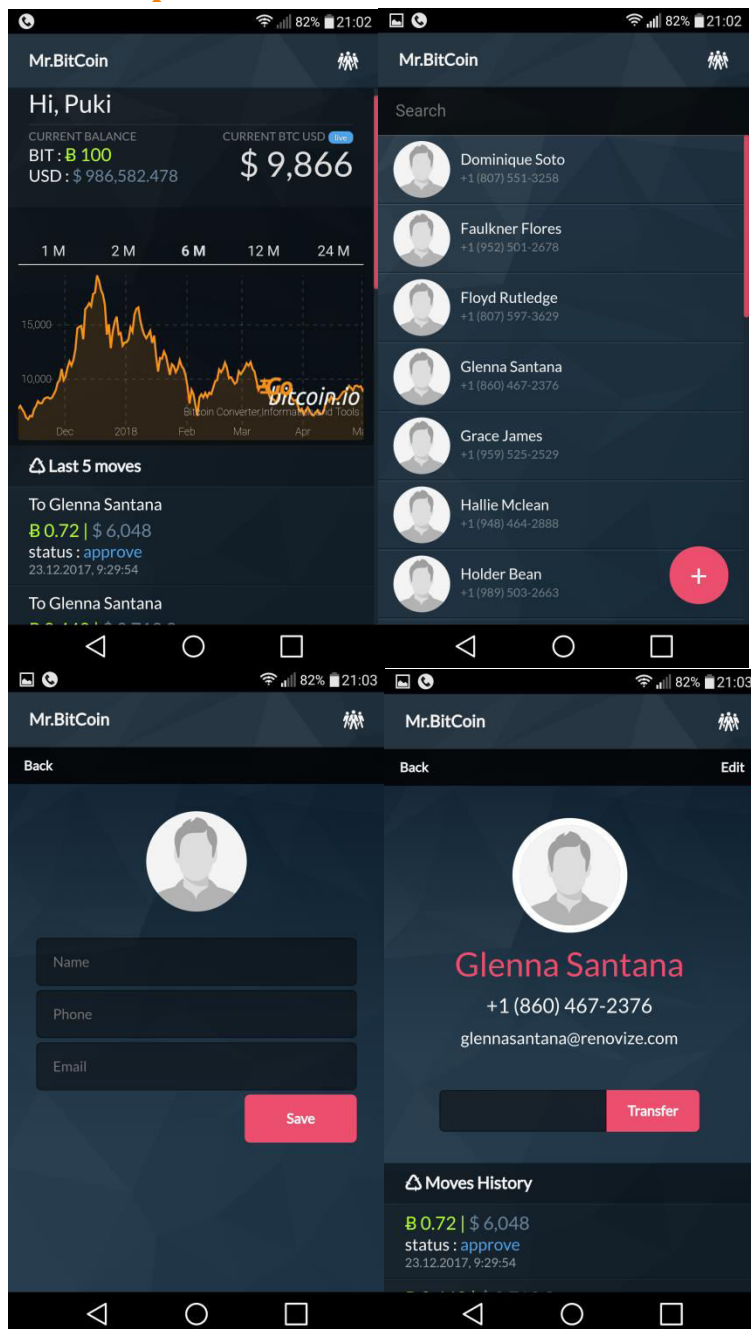 82% 21:02
Mr.BitCoin
Hi, Puki
CURRENT BALANCE CURRENT BTC USD live
BIT : Ƀ 100
USD : $ 986,582.478 $ 9,866
1 M 2 M 6 M 12 M 24 M
15,000
10,000
bitcoin.io
Bitcoin Converter,Information and Tools
Dec 2018 Feb Mar Apr
Last 5 moves
To Glenna Santana
Ƀ 0.72 | $ 6,048
status : approve
23.12.2017, 9:29:54
To Glenna Santana
82% 21:02
Mr.BitCoin
Search
Dominique Soto
+1 (807) 551-3258
Faulkner Flores
+1 (952) 501-2678
Floyd Rutledge
+1 (807) 597-3629
Glenna Santana
+1 (860) 467-2376
Grace James
+1 (959) 525-2529
Hallie Mclean
+1 (948) 464-2888
Holder Bean
+1 (989) 503-2663
+
82% 21:03
Mr.BitCoin
Back
Name
Phone
Email
Save
82% 21:03
Mr.BitCoin
Back Edit
Glenna Santana
+1 (860) 467-2376
glennasantana@renovize.com
Transfer
Moves History
Ƀ 0.72 | $ 6,048
status : approve
23.12.2017, 9:29:54